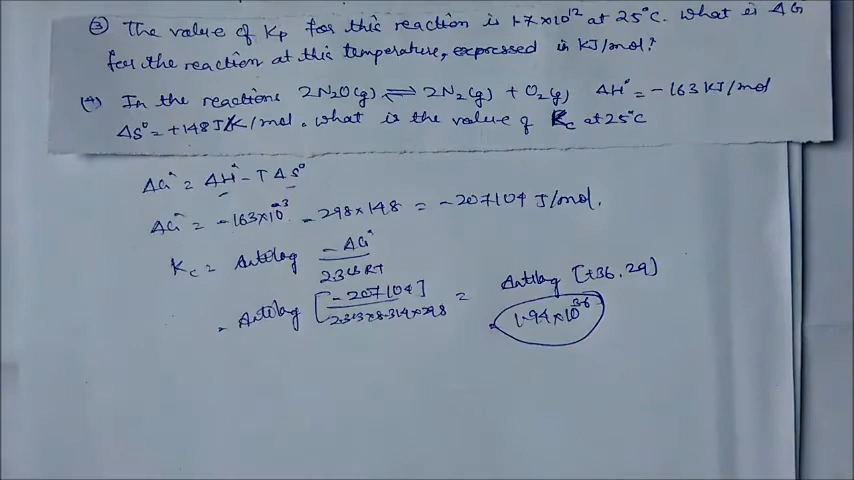 ③ The value of Kp for this reaction is 1.7×10¹² at 25°C. What is ΔG
for the reaction at this temperature, expressed in KJ/mol?
(4) In the reactions 2N₂O(g) ⇌ 2N₂(g) + O₂(g) ΔH° = -163 KJ/mol
ΔS° = +148 J/K/mol. What is the value of Kc at 25°C
ΔG° = ΔH° - TΔS°
ΔG° = -163×10⁻³ - 298×148 = -207104 J/mol.
Kc = Antilog -ΔG° / 2.303RT
= Antilog [-207104 / 2.303×8.314×298] = Antilog [+36.29]
1.94×10³⁶